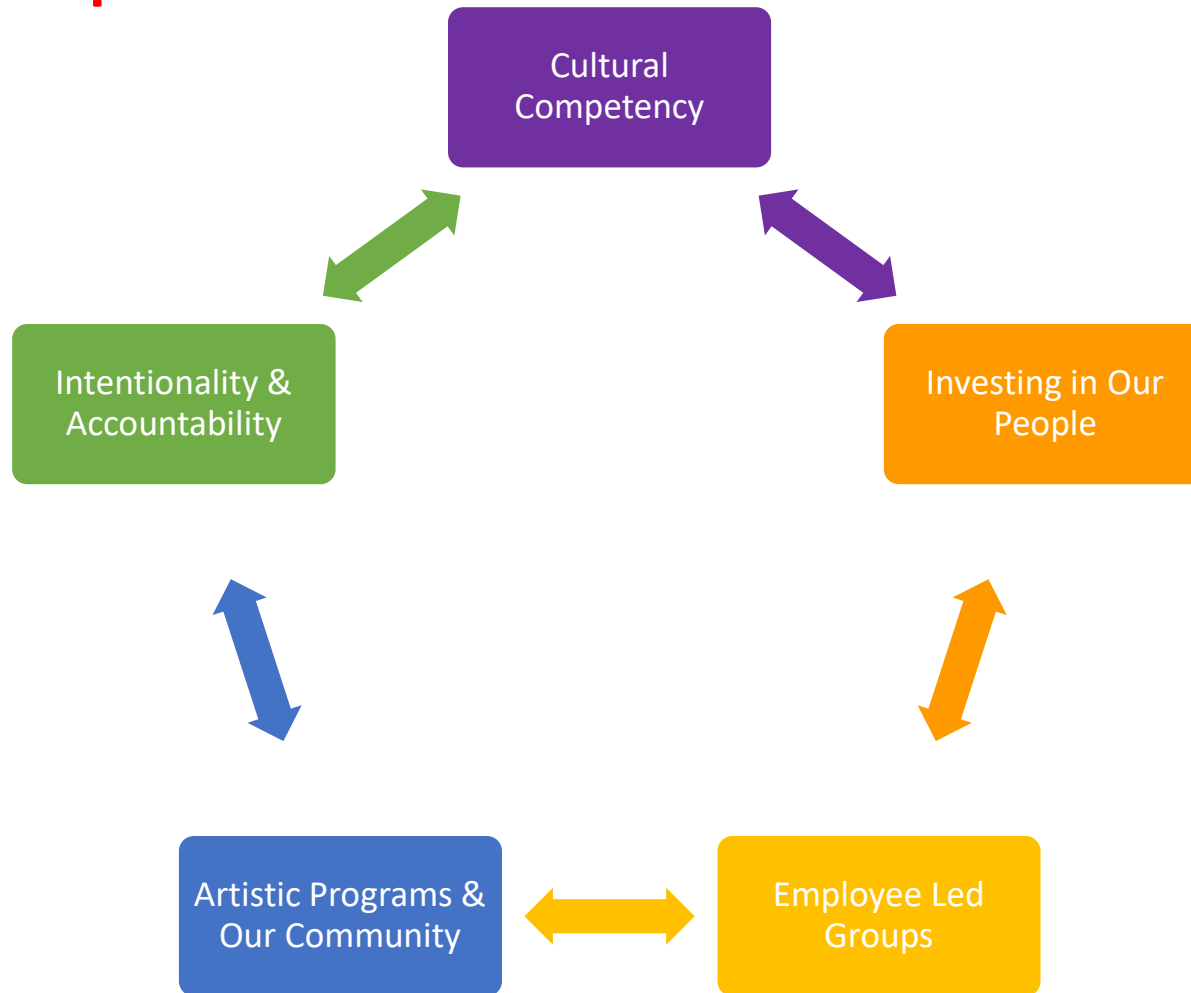 Cultural
Competency
Intentionality &
Accountability
Investing in Our
People
Artistic Programs &
Our Community
Employee Led
Groups